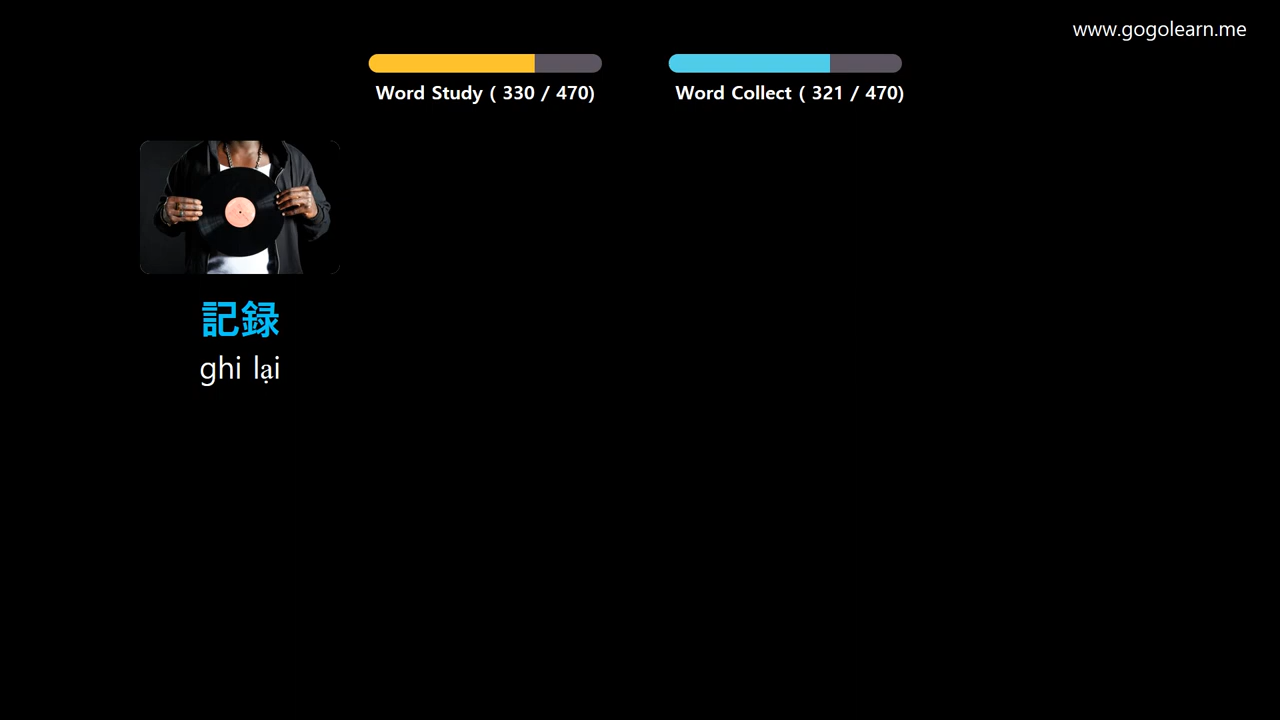 www.gogolearn.me
Word Study ( 330 / 470)
Word Collect ( 321 / 470)
記録
ghi lại